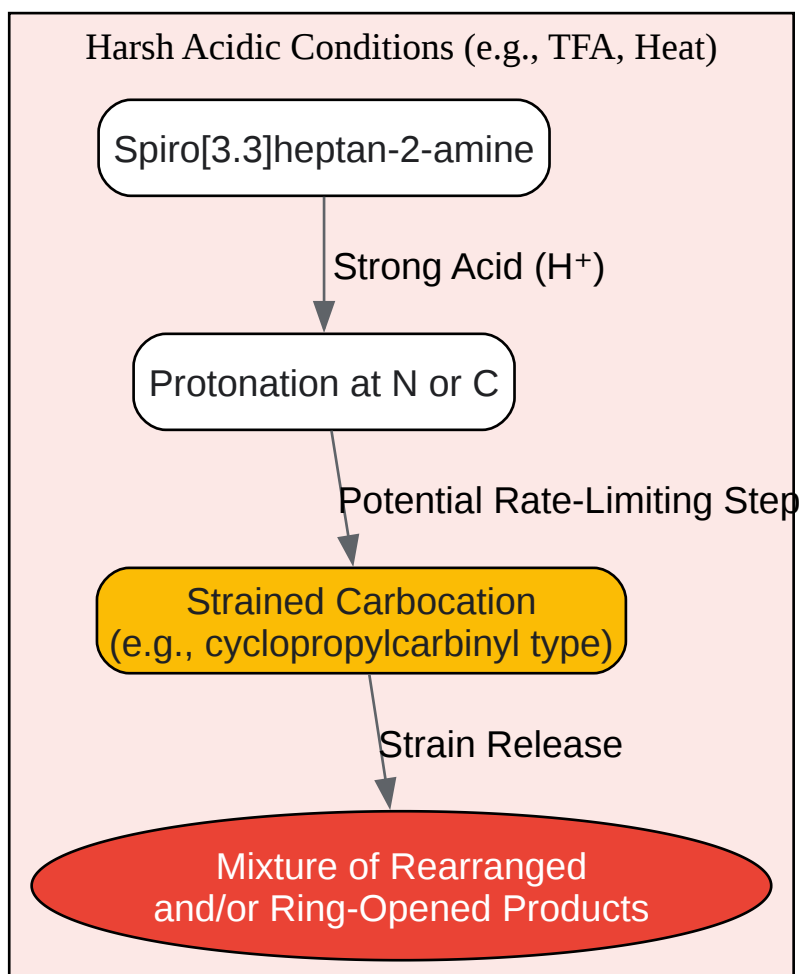 Harsh Acidic Conditions (e.g., TFA, Heat)
Spiro[3.3]heptan-2-amine
Strong Acid (H⁺)
Protonation at N or C
Potential Rate-Limiting Step
Strained Carbocation
(e.g., cyclopropylcarbinyl type)
Strain Release
Mixture of Rearranged
and/or Ring-Opened Products